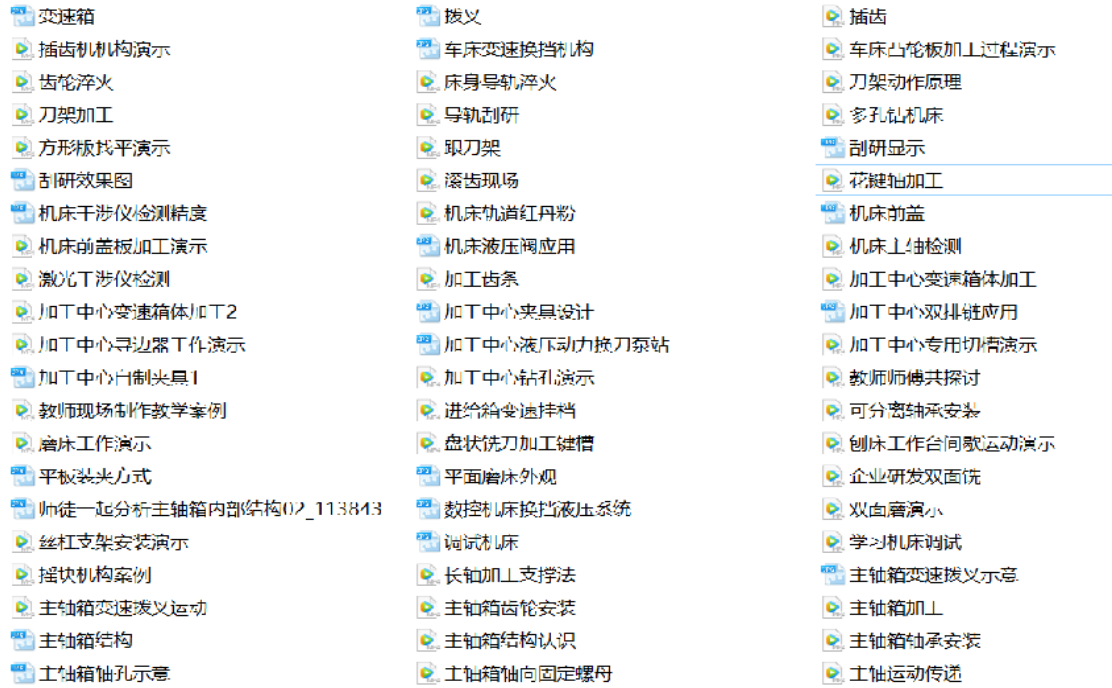 变速箱 拨叉 插齿
插齿机机构演示 车床变速换挡机构 车床凸轮板加工过程演示
齿轮淬火 床身导轨淬火 刀架动作原理
刀架加工 导轨刮研 多孔钻机床
方形版找平演示 跟刀架 刮研显示
刮研效果图 滚齿现场 花键轴加工
机床干涉仪检测精度 机床轨道红丹粉 机床前盖
机床前盖板加工演示 机床液压阀应用 机床主轴检测
激光干涉仪检测 加工齿条 加工中心变速箱体加工
加工中心变速箱体加工2 加工中心夹具设计 加工中心双排链应用
加工中心寻边器工作演示 加工中心液压动力换刀泵站 加工中心专用切槽演示
加工中心自制夹具1 加工中心钻孔演示 教师师傅共探讨
教师现场制作教学案例 进给箱变速挂档 可分离轴承安装
磨床工作演示 盘状铣刀加工键槽 刨床工作台间歇运动演示
平板装夹方式 平面磨床外观 企业研发双面铣
师徒一起分析主轴箱内部结构02_113843 数控机床换挡液压系统 双面磨演示
丝杠支架安装演示 调试机床 学习机床调试
摇块机构案例 长轴加工支撑法 主轴箱变速拨叉示意
主轴箱变速拨叉运动 主轴箱齿轮安装 主轴箱加工
主轴箱结构 主轴箱结构认识 主轴箱轴承安装
主轴箱轴孔示意 主轴箱轴向固定螺母 主轴运动传递